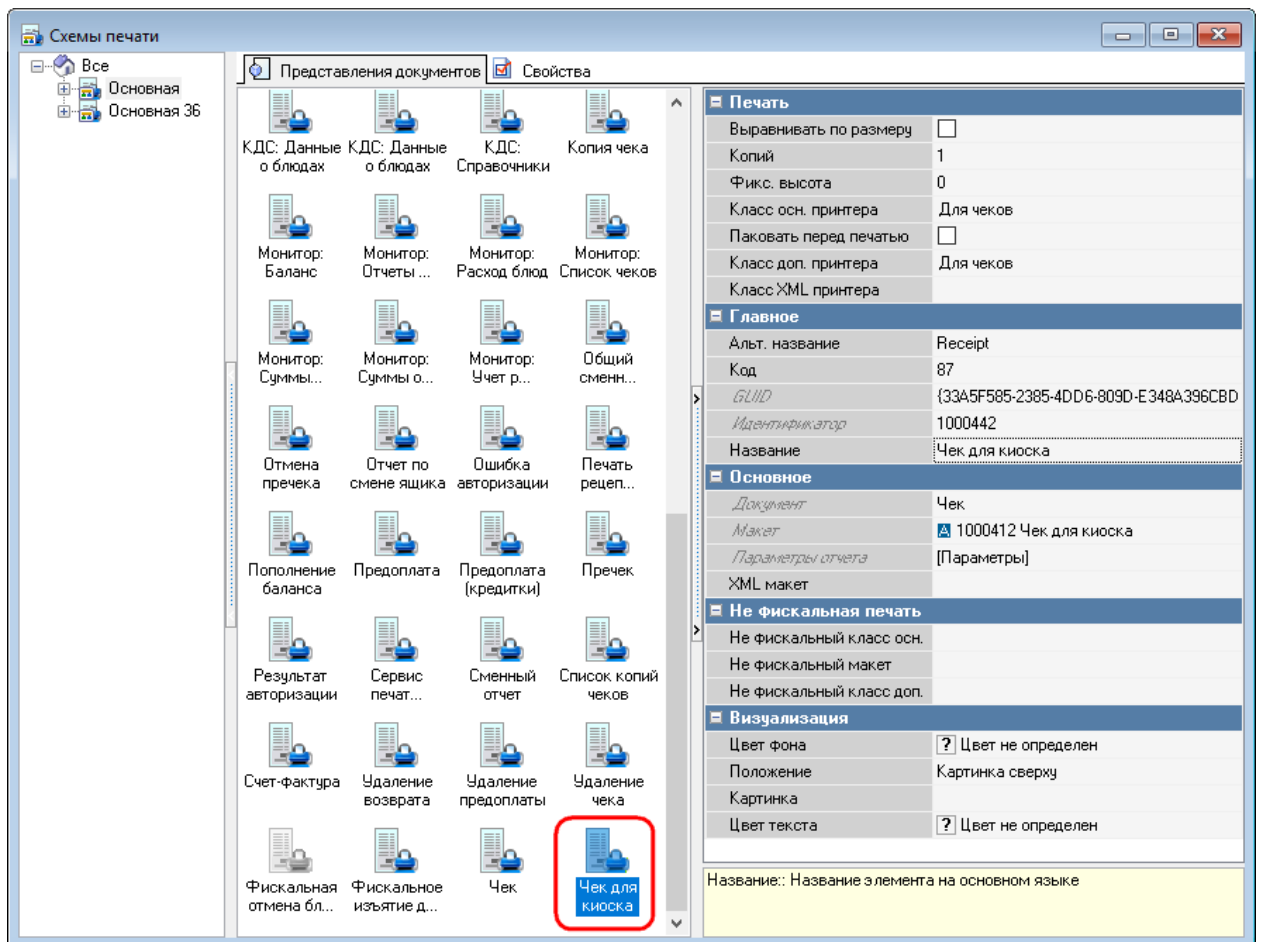 Схемы печати
Все
Основная
Основная 36
Представления документов
Свойства
КДС: Данные о блюдах
КДС: Данные о блюдах
КДС: Справочники
Копия чека
Монитор: Баланс
Монитор: Отчеты ...
Монитор: Расход блюд
Монитор: Список чеков
Монитор: Суммы...
Монитор: Суммы о...
Монитор: Учет р...
Общий сменн...
Отмена пречека
Отчет по смене ящика
Ошибка авторизации
Печать рецеп...
Пополнение баланса
Предоплата
Предоплата (кредитки)
Пречек
Результат авторизации
Сервис печат...
Сменный отчет
Список копий чеков
Счет-фактура
Удаление возврата
Удаление предоплаты
Удаление чека
Фискальная отмена бл...
Фискальное изъятие д...
Чек
Чек для киоска
Печать
Выравнивать по размеру
Копий 1
Фикс. высота 0
Класс осн. принтера Для чеков
Паковать перед печатью
Класс доп. принтера Для чеков
Класс XML принтера
Главное
Альт. название Receipt
Код 87
GUID {33A5F585-2385-4DD6-809D-E348A396CBD
Идентификатор 1000442
Название Чек для киоска
Основное
Документ Чек
Макет A 1000412 Чек для киоска
Параметры отчета [Параметры]
XML макет
Не фискальная печать
Не фискальный класс осн.
Не фискальный макет
Не фискальный класс доп.
Визуализация
Цвет фона ? Цвет не определен
Положение Картинка сверху
Картинка
Цвет текста ? Цвет не определен
Название:: Название элемента на основном языке